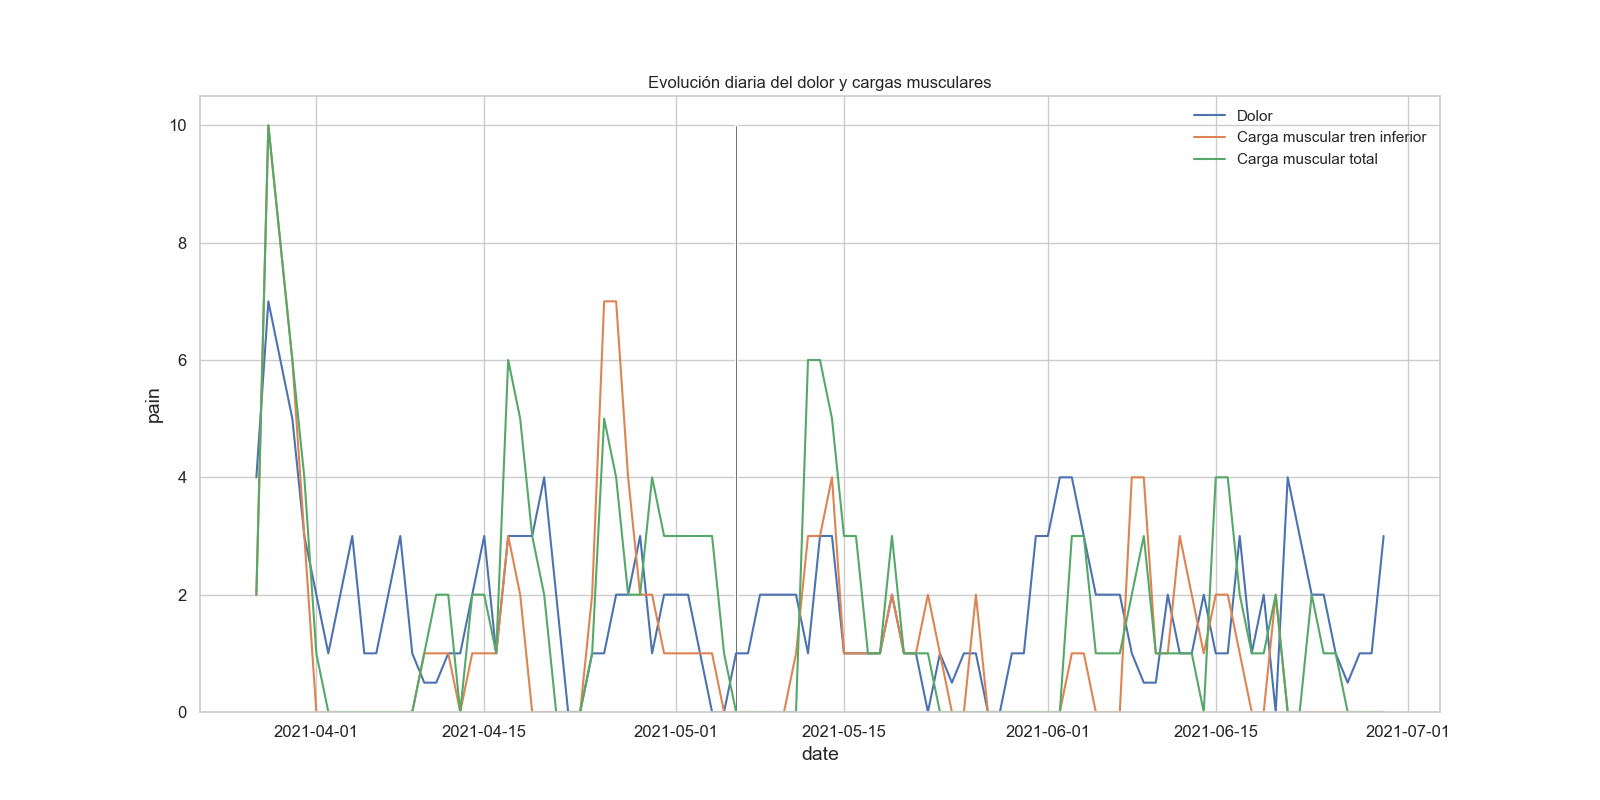 Evolución diaria del dolor y cargas musculares
Dolor
Carga muscular tren inferior
Carga muscular total
pain
10
8
6
4
2
0
2021-04-01
2021-04-15
2021-05-01
2021-05-15
2021-06-01
2021-06-15
2021-07-01
date